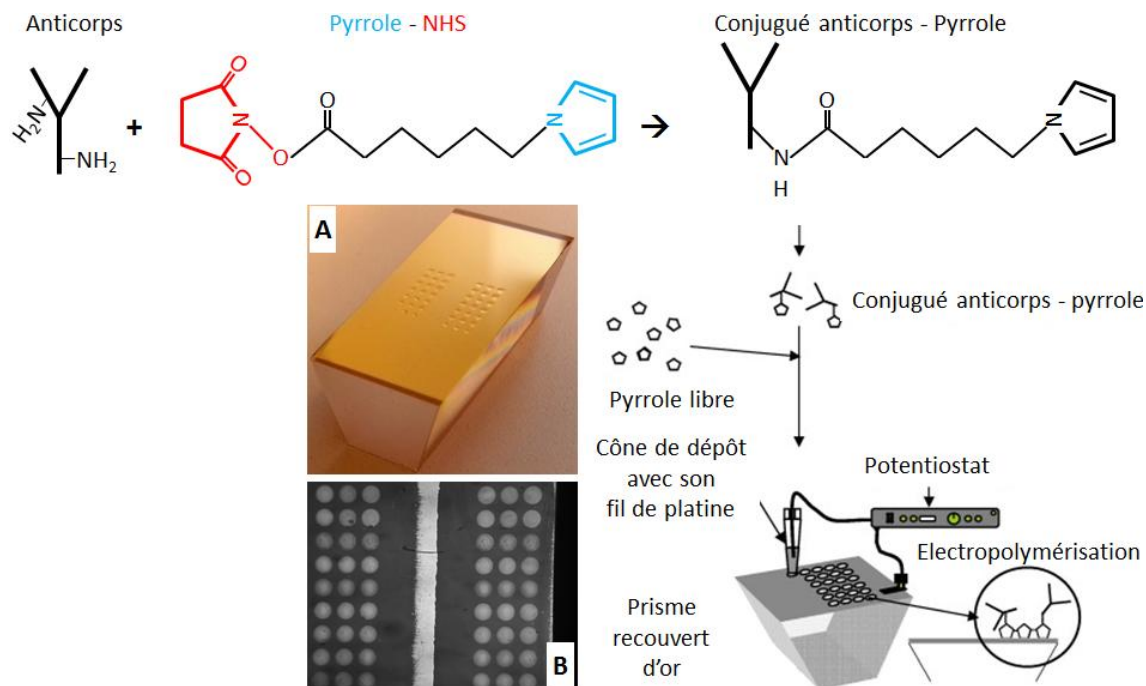 Anticorps
Pyrrole - NHS
Conjugué anticorps - Pyrrole
H₂N
NH₂
+
O
N
O
O
O
N
→
O
N
H
N
A
Conjugué anticorps - pyrrole
Pyrrole libre
Cône de dépôt
avec son
fil de platine
Potentiostat
Electropolymérisation
Prisme
recouvert
d'or
B